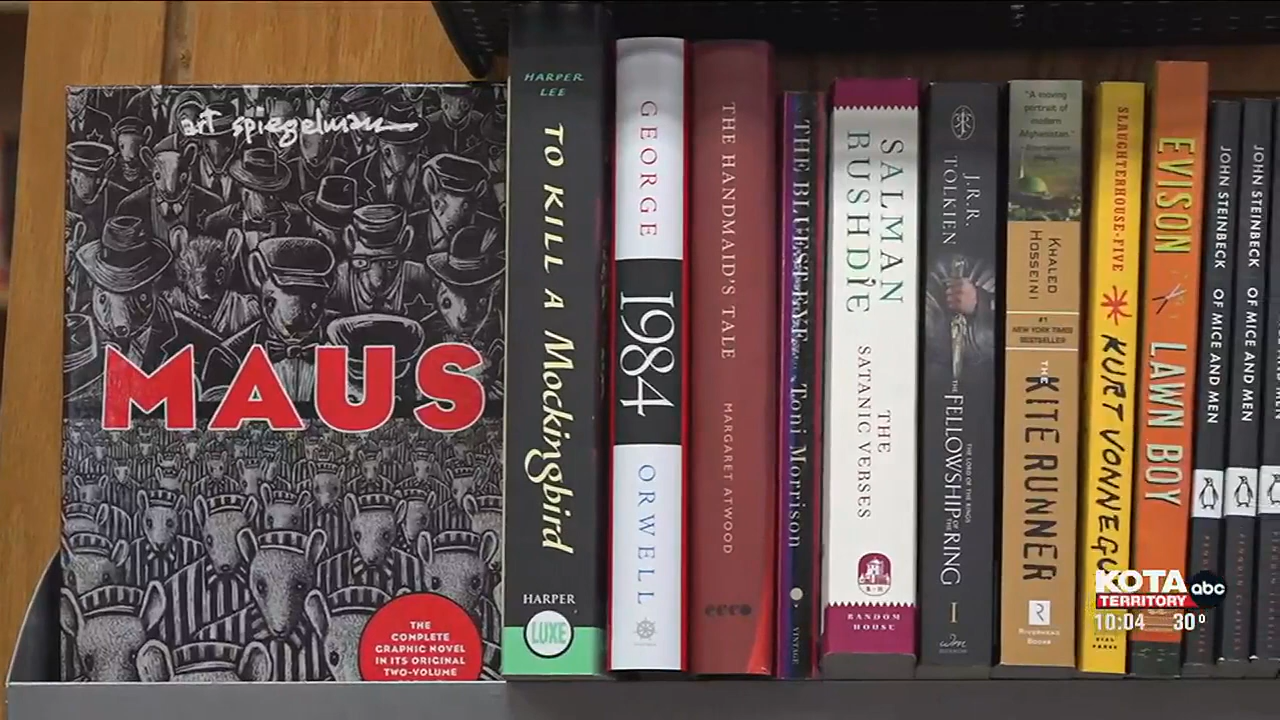 art spiegelman
MAUS
THE
COMPLETE
GRAPHIC NOVEL
IN ITS ORIGINAL
TWO-VOLUME
HARPER
LEE
TO KILL A Mockingbird
HARPER
LUXE
GEORGE
1984
ORWELL
THE HANDMAID'S TALE
MARGARET ATWOOD
ecco
THE BLUEST EYE
Toni Morrison
VINTAGE
SALMAN
RUSHDIE
THE
SATANIC VERSES
RANDOM
HOUSE
J.R.R.
TOLKIEN
THE LORD OF THE RINGS
THE FELLOWSHIP OF THE RING
I
"A moving
portrait of
modern
Afghanistan."
KHALED
HOSSEINI
#1
NEW YORK TIMES
BESTSELLER
THE
KITE RUNNER
R
RIVERHEAD
BOOKS
SLAUGHTERHOUSE-FIVE
KURT VONNEGU
DIAL
PRESS
EVISON
LAWN BOY
JOHN STEINBECK
OF MICE AND MEN
JOHN STEINBECK
OF MICE AND MEN
KOTA
TERRITORY
abc
10:04 30°